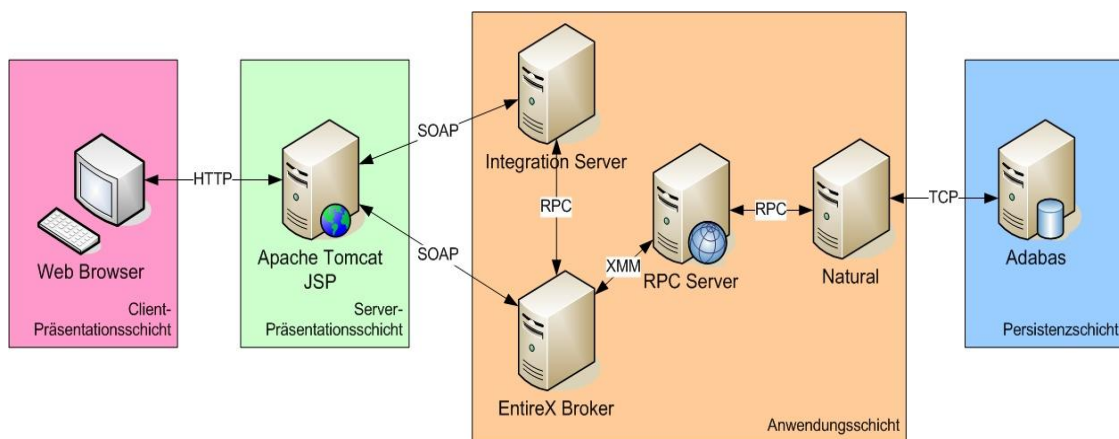 Web Browser
Client-
Präsentationsschicht
HTTP
Apache Tomcat
JSP
Server-
Präsentationsschicht
SOAP
SOAP
Integration Server
RPC
EntireX Broker
XMM
RPC Server
RPC
Natural
Anwendungsschicht
TCP
Adabas
Persistenzschicht